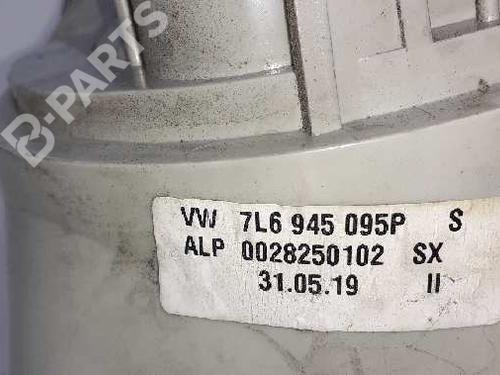 B-PARTS
VW 7L6 945 095P S
ALP 0028250102 SX
31.05.19 II